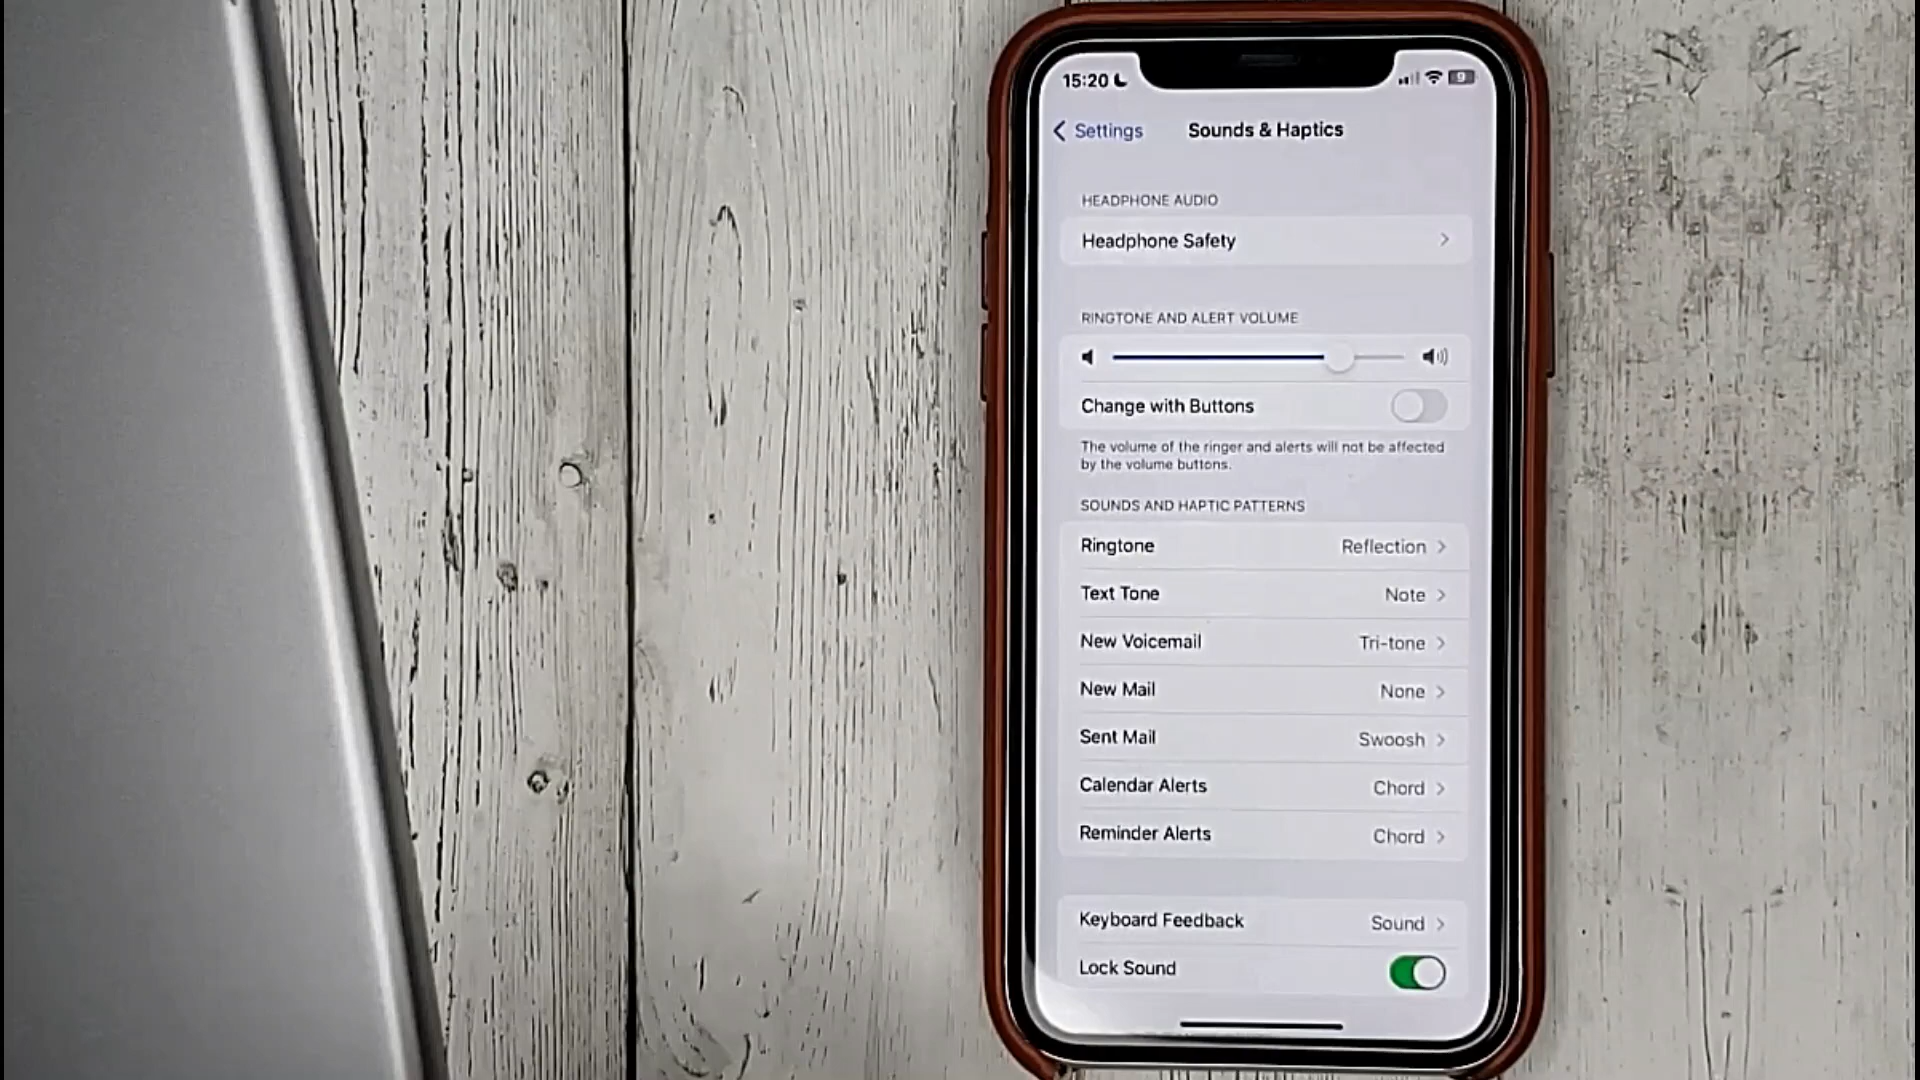 15:20
9
Settings
Sounds & Haptics
HEADPHONE AUDIO
Headphone Safety
RINGTONE AND ALERT VOLUME
Change with Buttons
The volume of the ringer and alerts will not be affected
by the volume buttons.
SOUNDS AND HAPTIC PATTERNS
Ringtone Reflection
Text Tone Note
New Voicemail Tri-tone
New Mail None
Sent Mail Swoosh
Calendar Alerts Chord
Reminder Alerts Chord
Keyboard Feedback Sound
Lock Sound